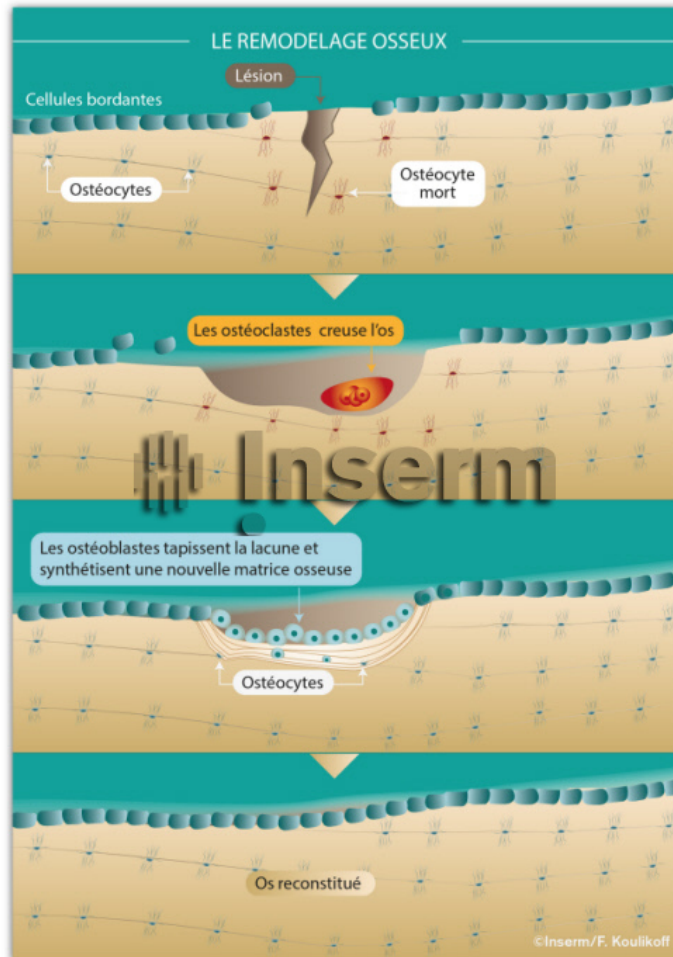 LE REMODELAGE OSSEUX
Lésion
Cellules bordantes
Ostéocytes
Ostéocyte
mort
Les ostéoclastes creuse l'os
Inserm
Les ostéoblastes tapissent la lacune et
synthétisent une nouvelle matrice osseuse
Ostéocytes
Os reconstitué
©Inserm/F. Koulikoff